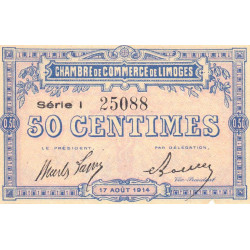 CHAMBRE DE COMMERCE DE LIMOGES
Série I 25088
50 CENTIMES
0,50 0,50
LE PRÉSIDENT PAR DÉLÉGATION,
Vice-Président
17 AOÛT 1914